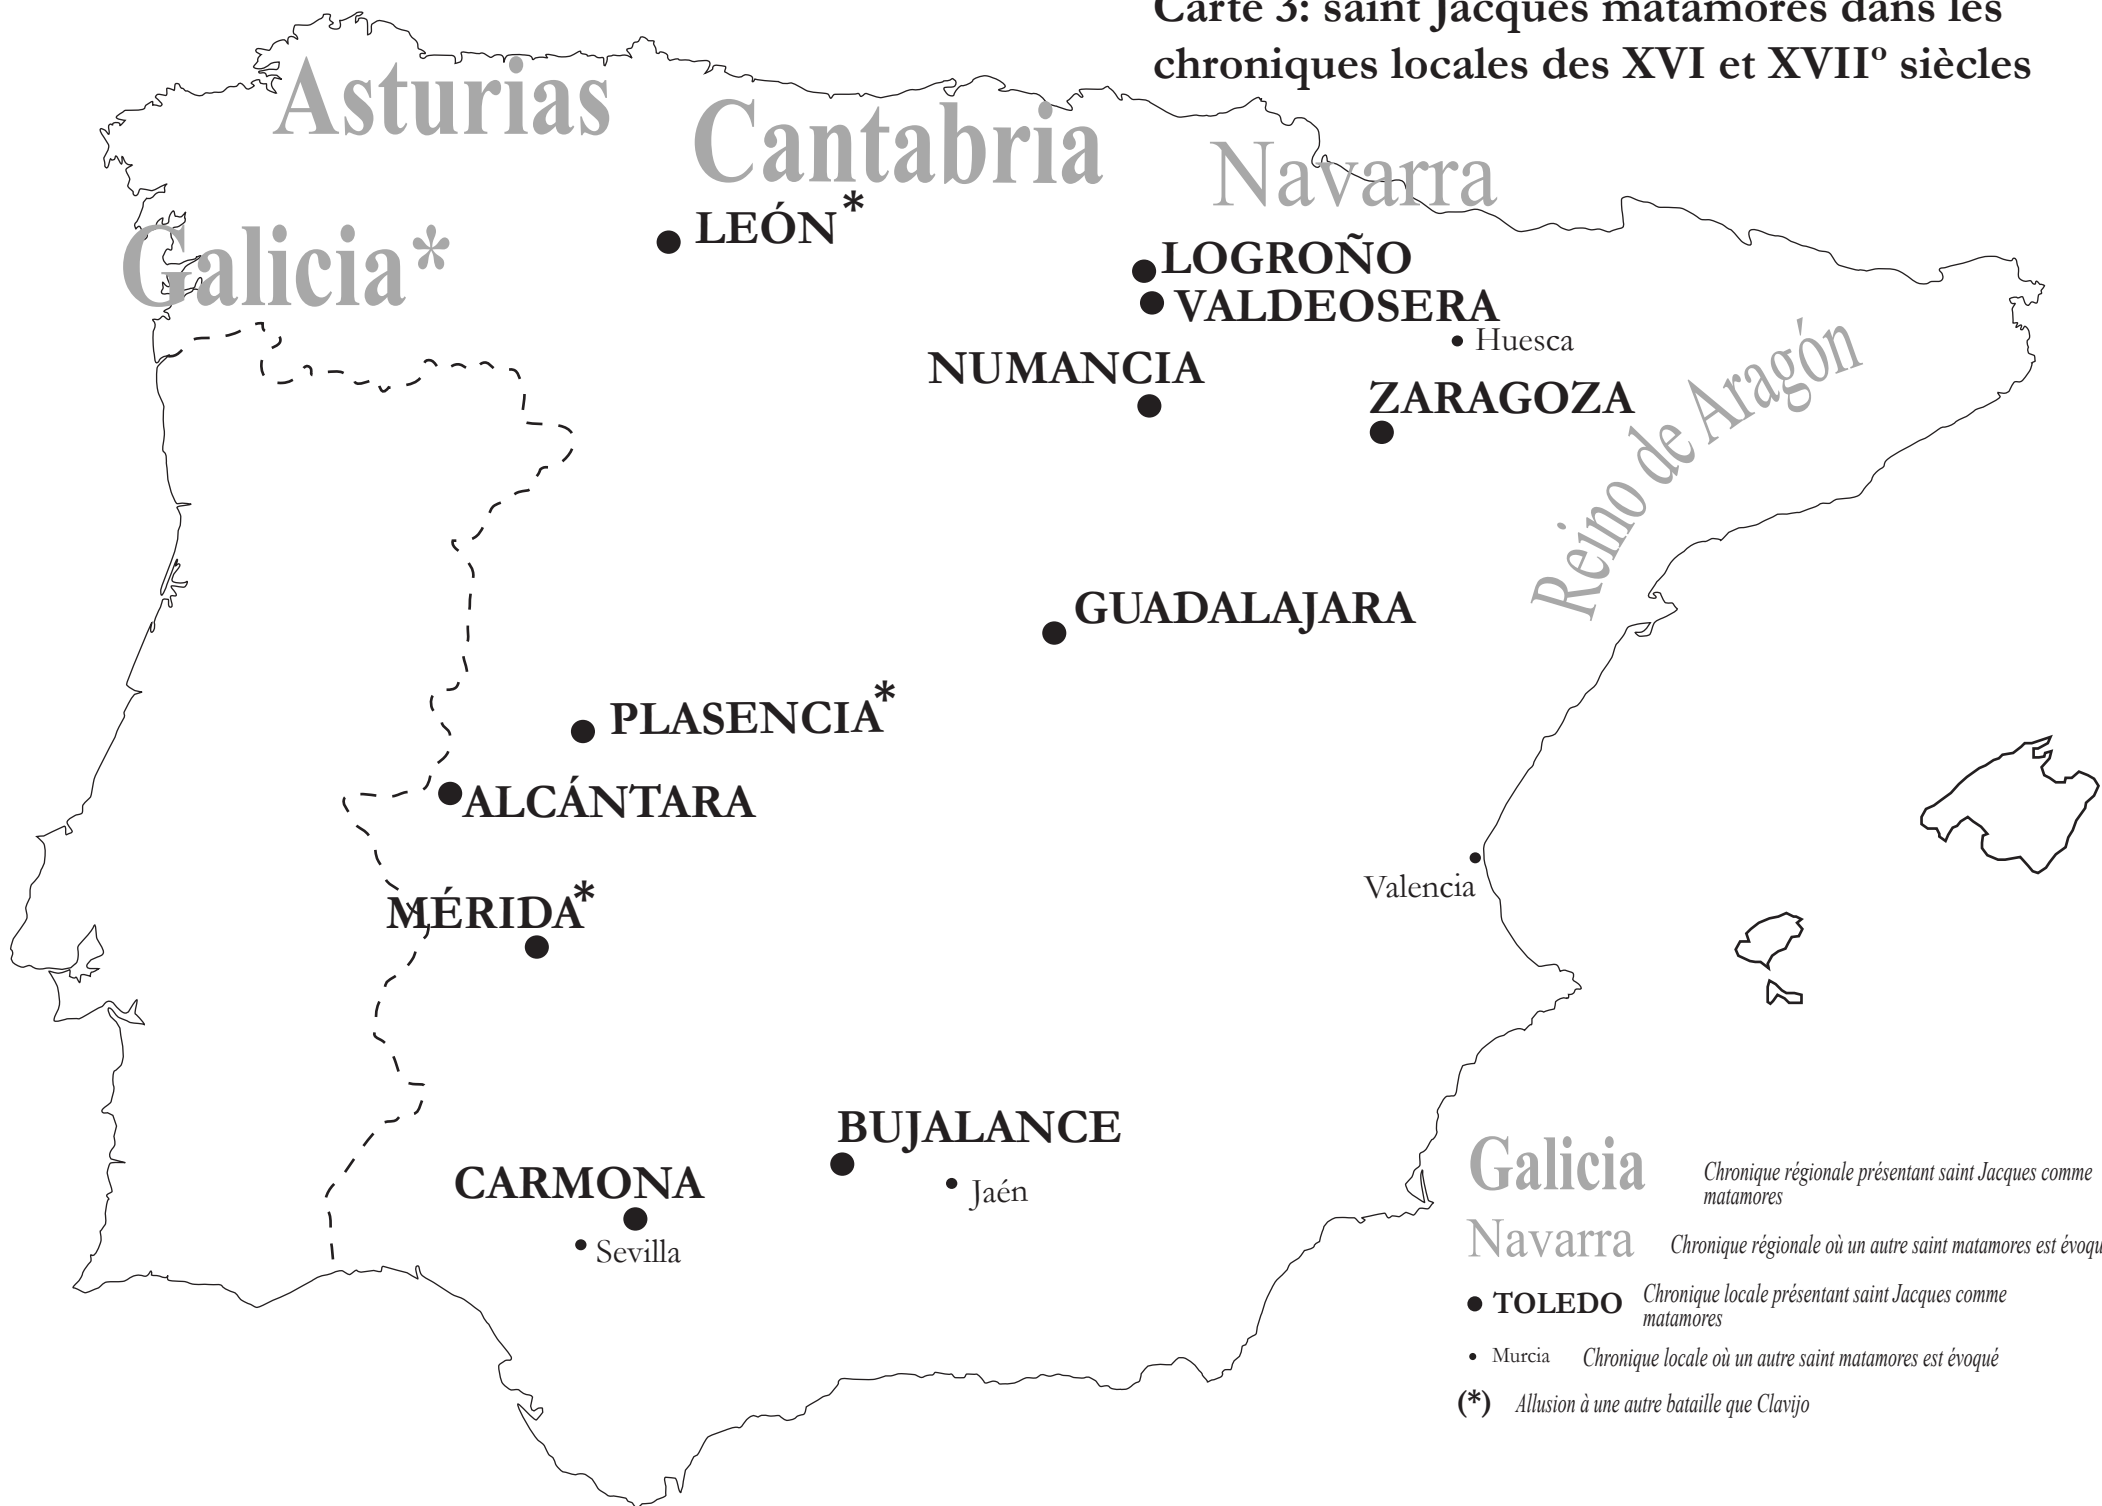 Carte 3: saint Jacques matamores dans les
chroniques locales des XVI et XVIIº siècles
Asturias
Cantabria
Navarra
Galicia*
LEÓN*
LOGROÑO
VALDEOSERA
Huesca
NUMANCIA
ZARAGOZA
Reino de Aragón
GUADALAJARA
PLASENCIA*
ALCÁNTARA
Valencia
MÉRIDA*
BUJALANCE
CARMONA
Jaén
Sevilla
Galicia Chronique régionale présentant saint Jacques comme
matamores
Navarra Chronique régionale où un autre saint matamores est évoqu
TOLEDO Chronique locale présentant saint Jacques comme
matamores
Murcia Chronique locale où un autre saint matamores est évoqué
(*) Allusion à une autre bataille que Clavijo